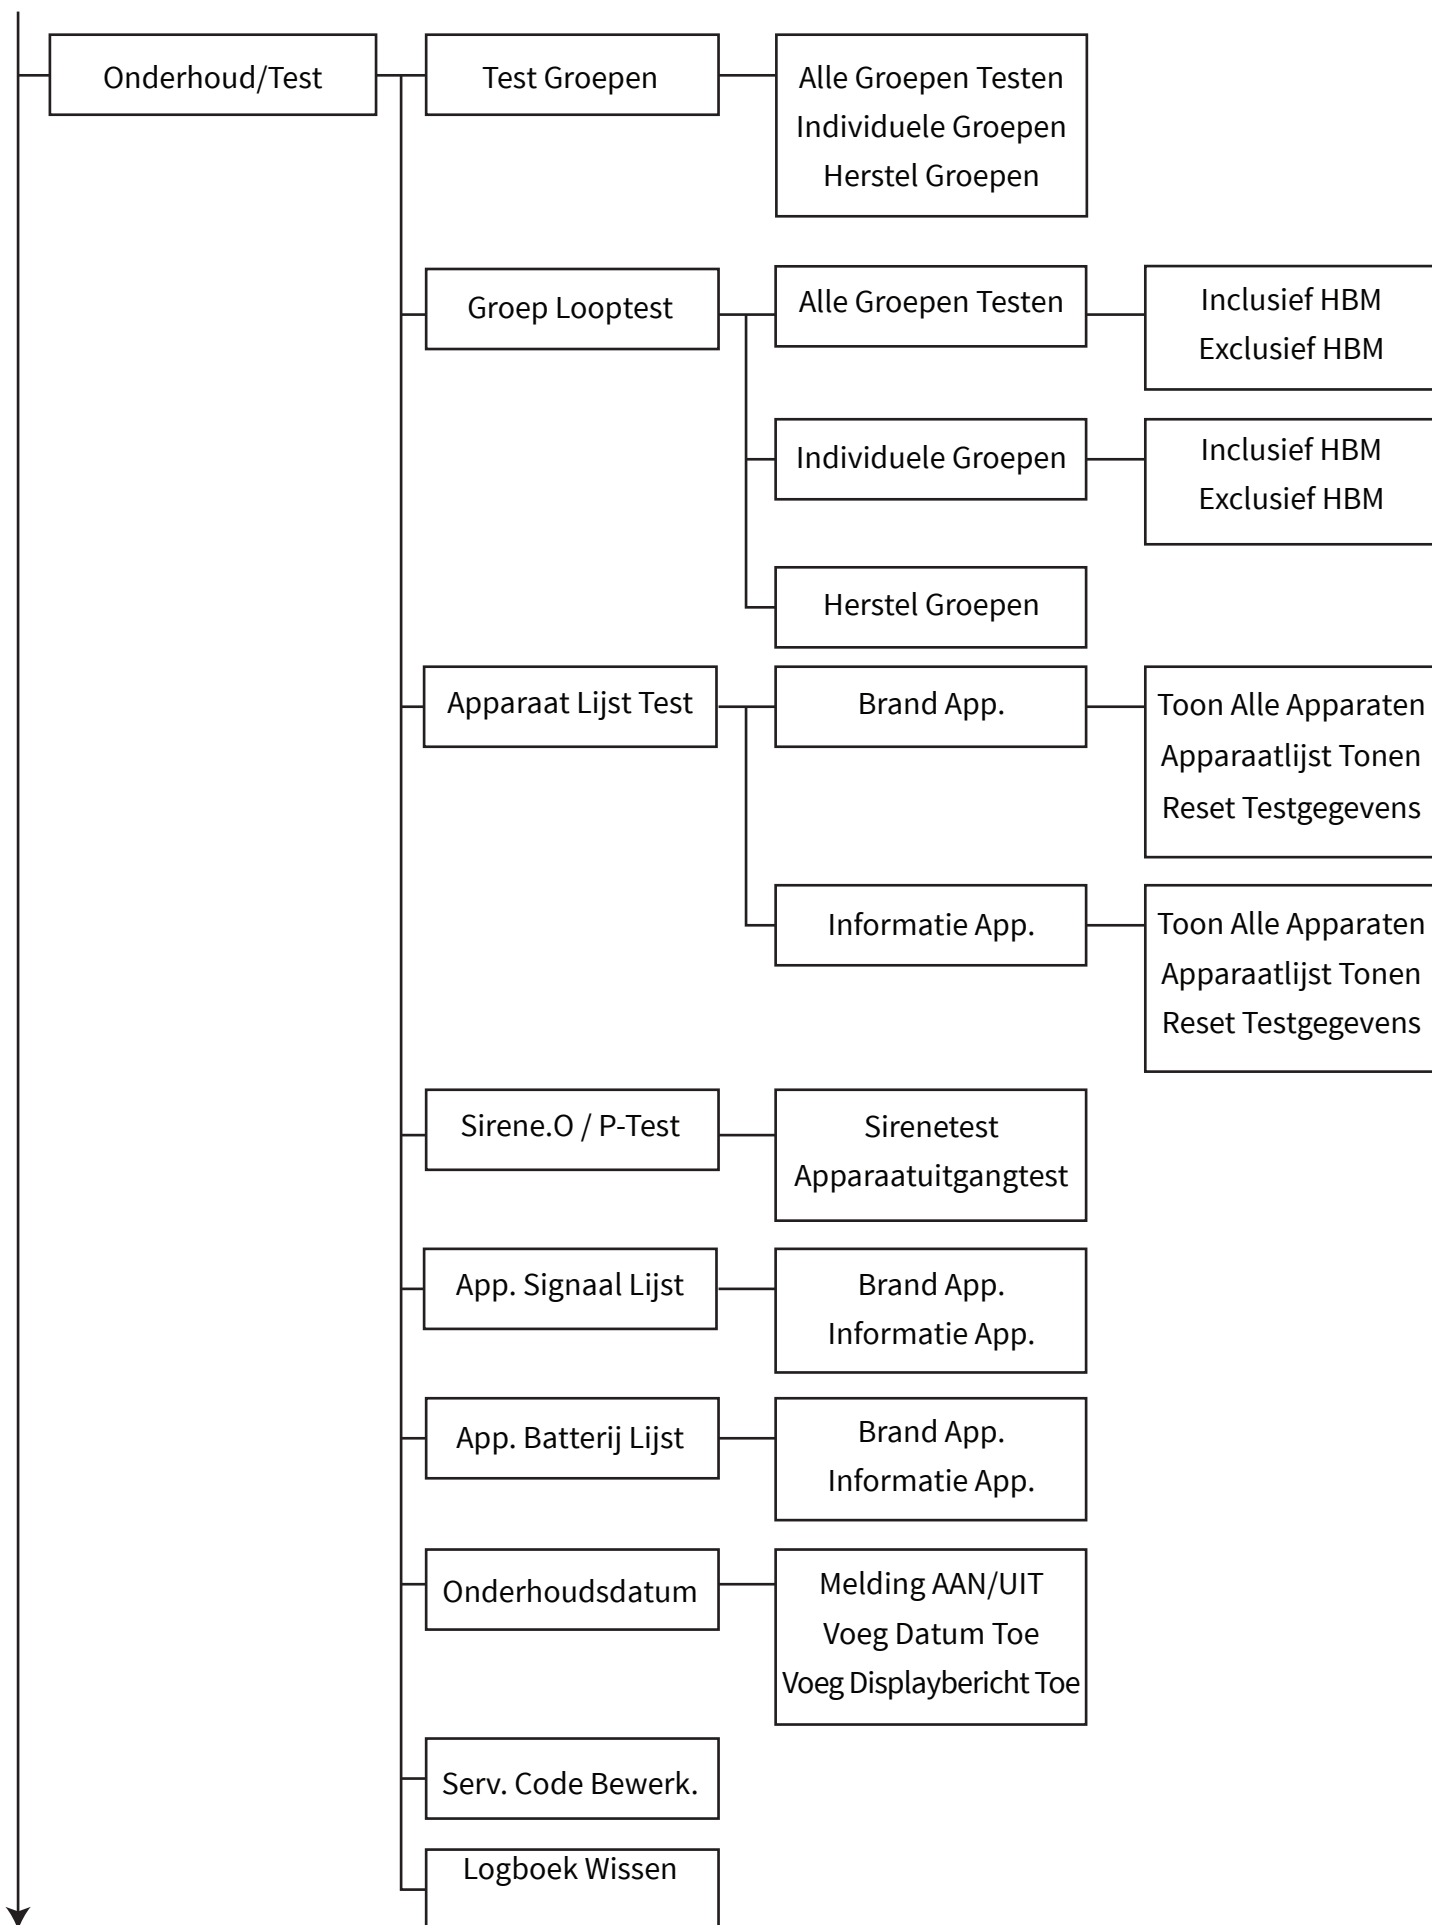 Onderhoud/Test
Test Groepen
Alle Groepen Testen
Individuele Groepen
Herstel Groepen
Groep Looptest
Alle Groepen Testen
Inclusief HBM
Exclusief HBM
Individuele Groepen
Inclusief HBM
Exclusief HBM
Herstel Groepen
Apparaat Lijst Test
Brand App.
Toon Alle Apparaten
Apparaatlijst Tonen
Reset Testgegevens
Informatie App.
Toon Alle Apparaten
Apparaatlijst Tonen
Reset Testgegevens
Sirene.O / P-Test
Sirenetest
Apparaatuitgangtest
App. Signaal Lijst
Brand App.
Informatie App.
App. Batterij Lijst
Brand App.
Informatie App.
Onderhoudsdatum
Melding AAN/UIT
Voeg Datum Toe
Voeg Displaybericht Toe
Serv. Code Bewerk.
Logboek Wissen